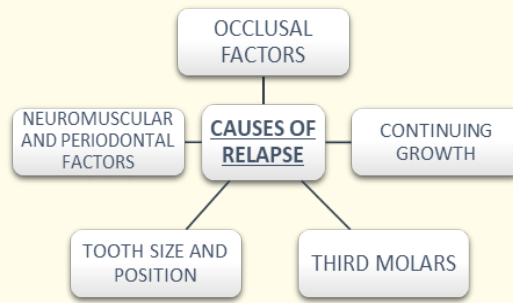 OCCLUSAL
FACTORS
NEUROMUSCULAR
AND PERIODONTAL
FACTORS
CAUSES OF
RELAPSE
CONTINUING
GROWTH
TOOTH SIZE AND
POSITION
THIRD MOLARS